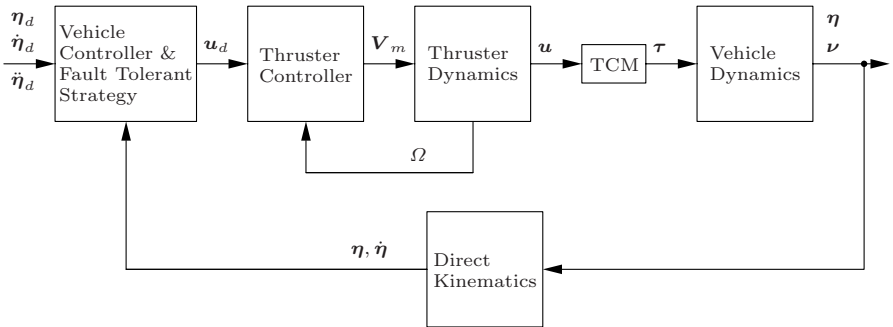 η_d
η̇_d
η̈_d
Vehicle
Controller &
Fault Tolerant
Strategy
u_d
Thruster
Controller
V_m
Thruster
Dynamics
u
TCM
τ
Vehicle
Dynamics
η
ν
Ω
η, η̇
Direct
Kinematics